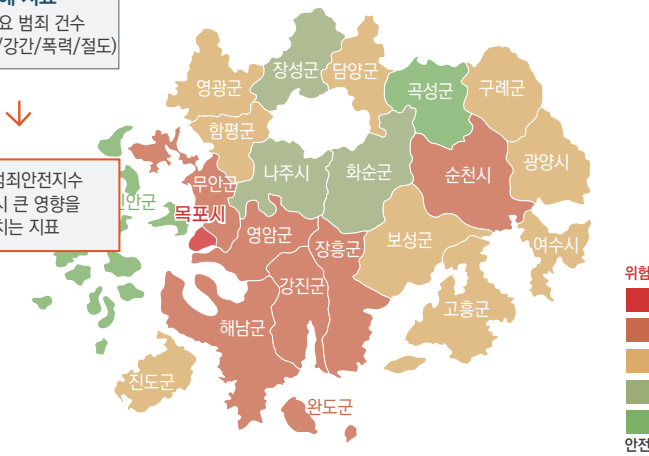 해 지표
요 범죄 건수
/강간/폭력/절도)
범죄안전지수
시 큰 영향을
치는 지표
장성군
담양군
영광군
곡성군
구례군
함평군
나주시
화순군
순천시
광양시
무안군
신안군
목포시
영암군
장흥군
보성군
여수시
강진군
고흥군
해남군
진도군
완도군
위험
안전